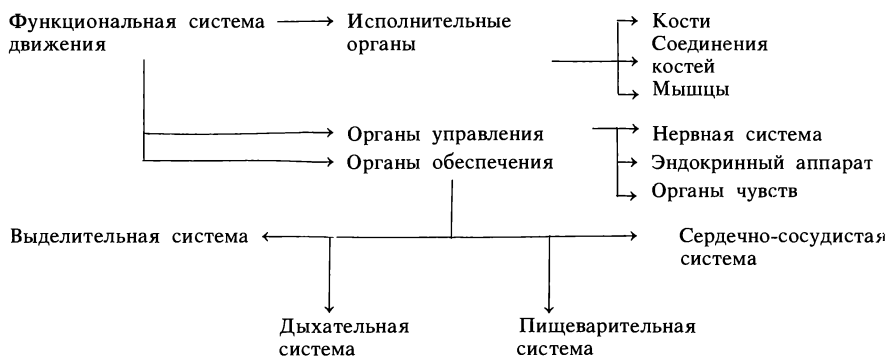 Функциональная система
движения
Исполнительные
органы
Кости
Соединения
костей
Мышцы
Органы управления
Органы обеспечения
Нервная система
Эндокринный аппарат
Органы чувств
Выделительная система
Сердечно-сосудистая
система
Дыхательная
система
Пищеварительная
система